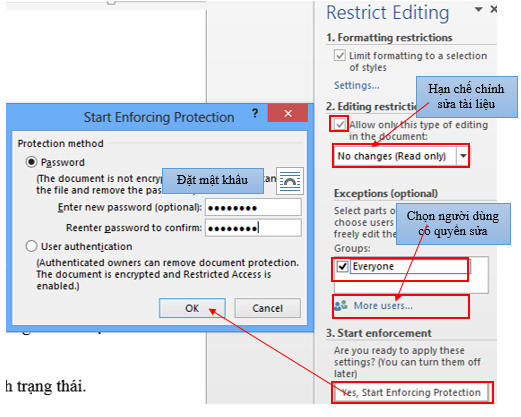 Restrict Editing
1. Formatting restrictions
Limit formatting to a selection
of styles
Settings...
Hạn chế chỉnh
sửa tài liệu
2. Editing restriction
Allow only this type of editing
in the document:
No changes (Read only)
Exceptions (optional)
Select parts o
choose users
freely edit the
Chọn người dùng
có quyền sửa
Groups:
Everyone
More users...
3. Start enforcement
Are you ready to apply these
settings? (You can turn them off
later)
Yes, Start Enforcing Protection
Start Enforcing Protection
?
Protection method
Password
(The document is not encryp
the file and remove the pas
Đặt mật khẩu
Enter new password (optional):
Reenter password to confirm:
User authentication
(Authenticated owners can remove document protection.
The document is encrypted and Restricted Access is
enabled.)
OK
Cancel
h trạng thái.